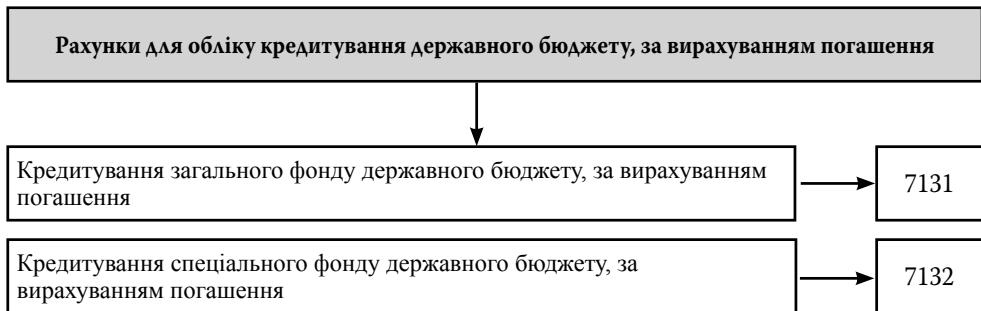 Рахунки для обліку кредитування державного бюджету, за вирахуванням погашення
Кредитування загального фонду державного бюджету, за вирахуванням
погашення
7131
Кредитування спеціального фонду державного бюджету, за
вирахуванням погашення
7132